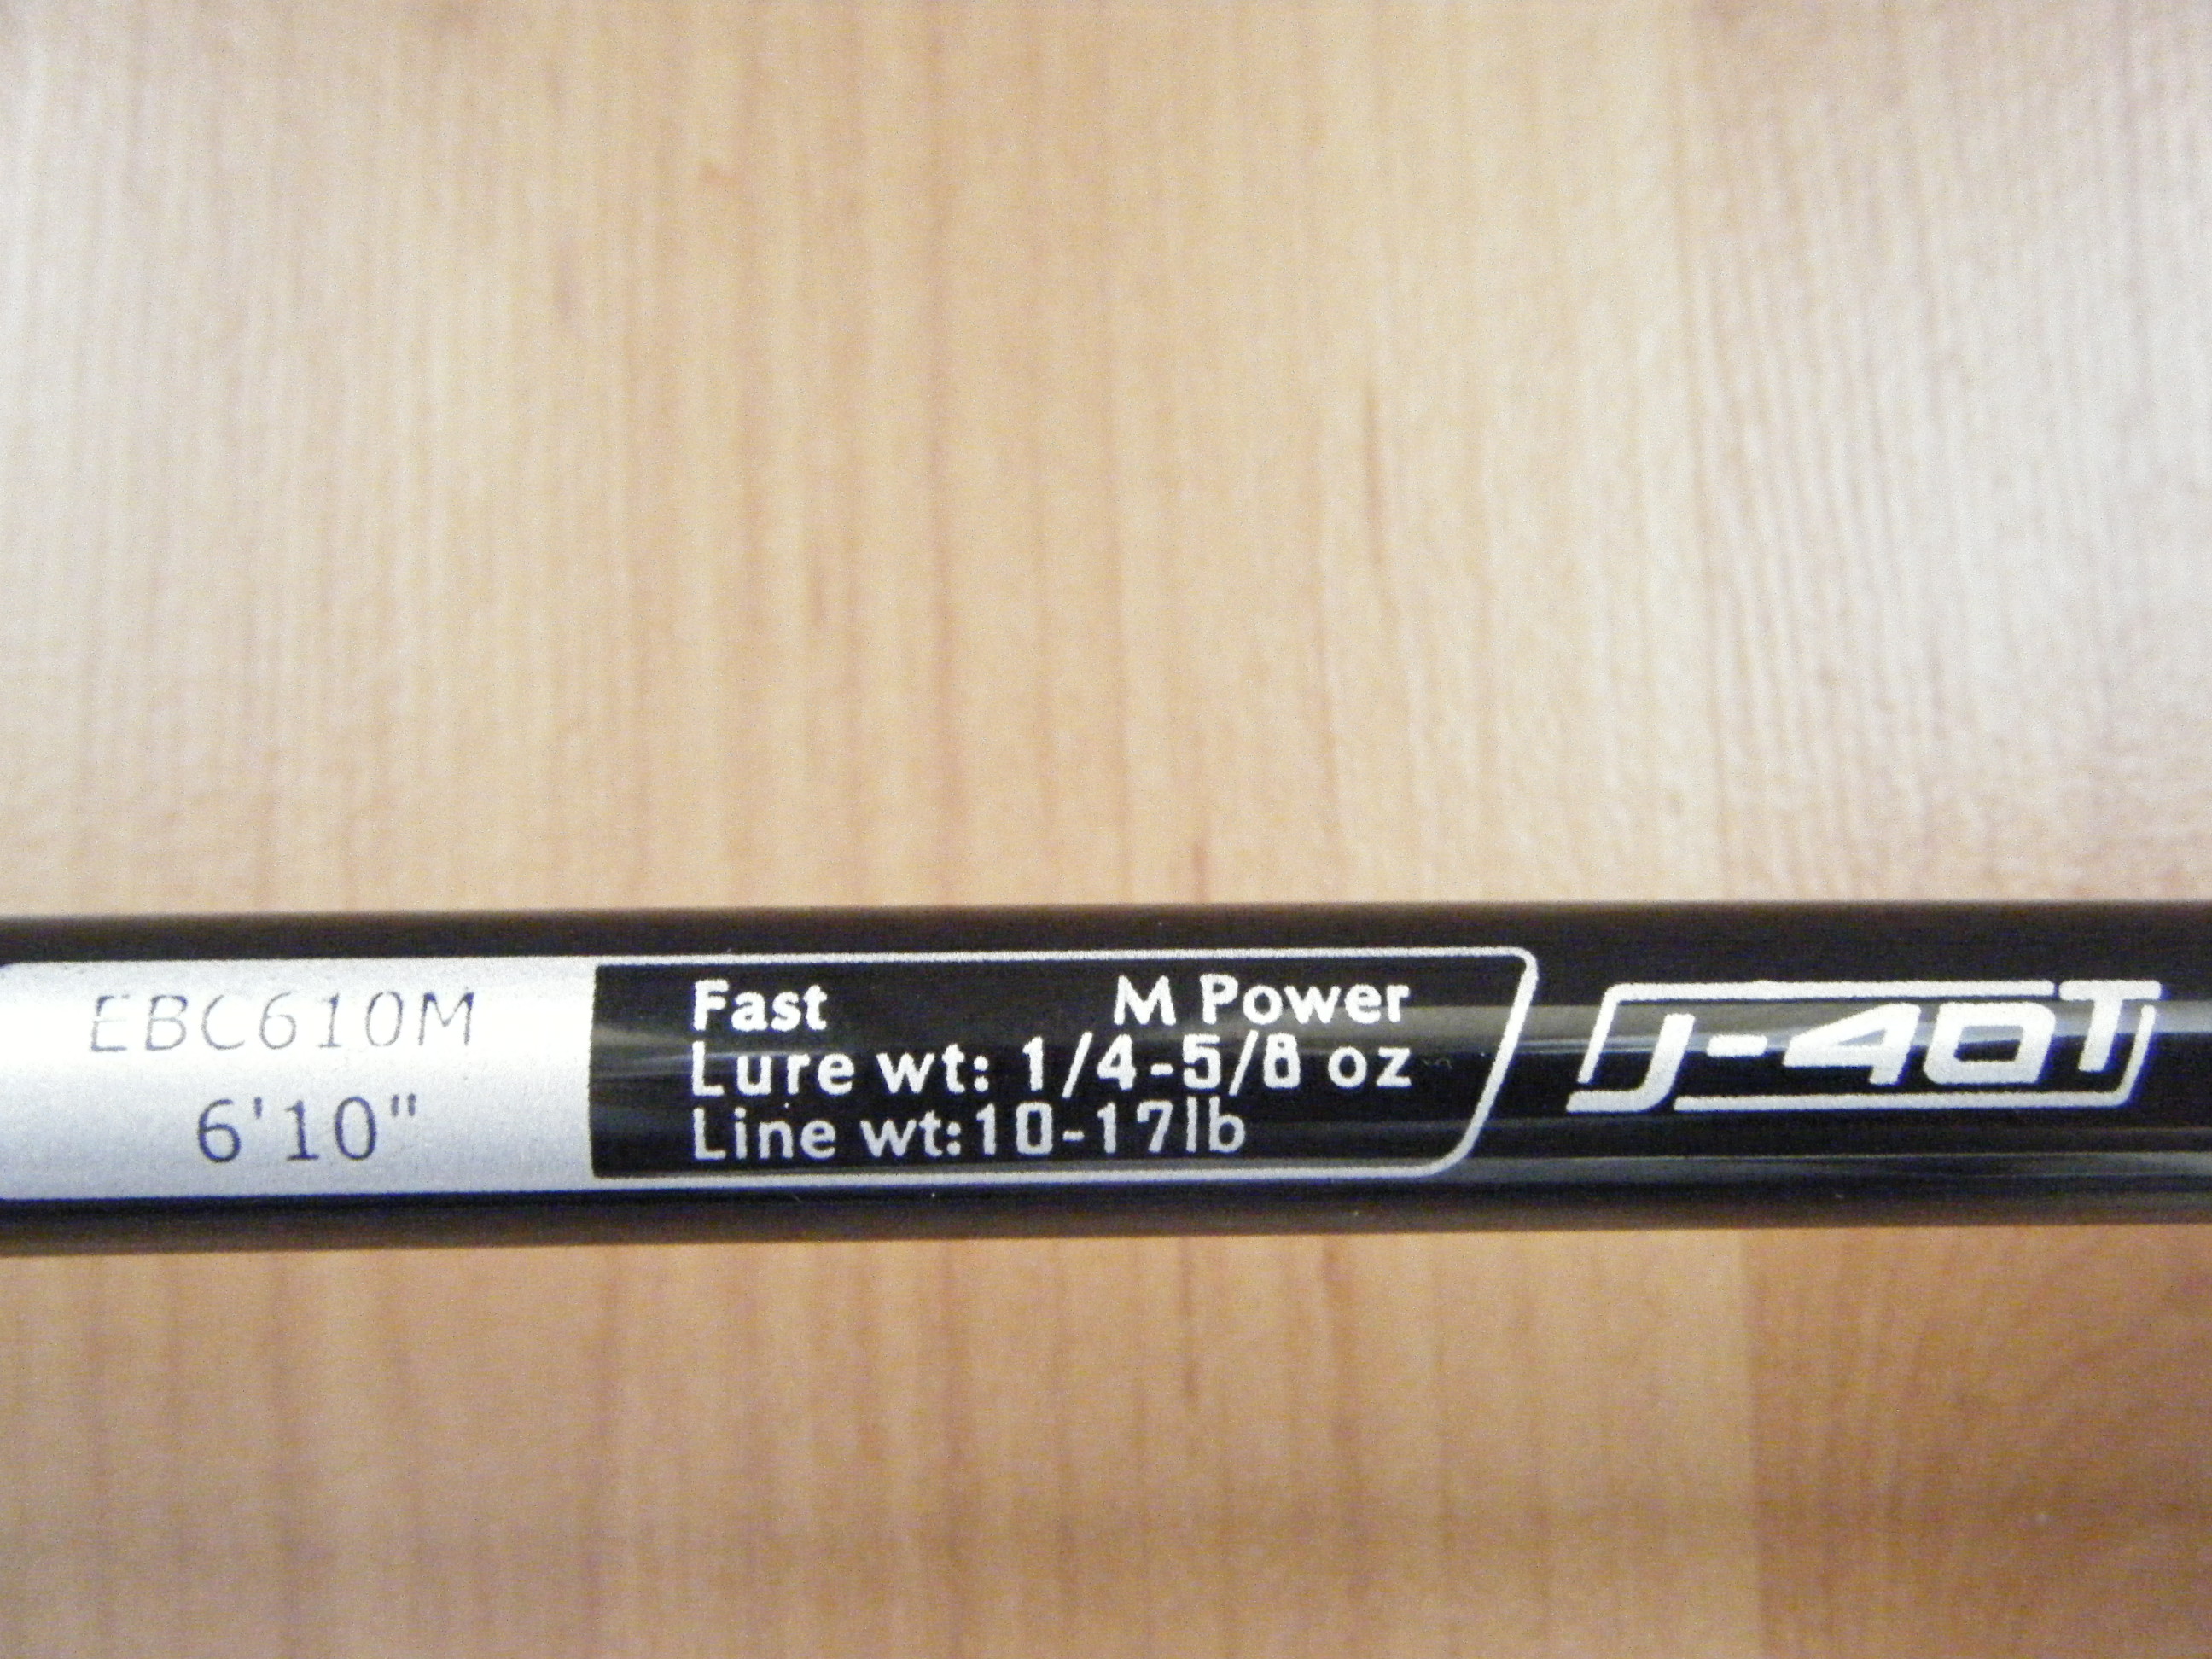 EBC610M
6'10"
Fast M Power
Lure wt: 1/4-5/8 oz
Line wt:10-17lb
J-40T